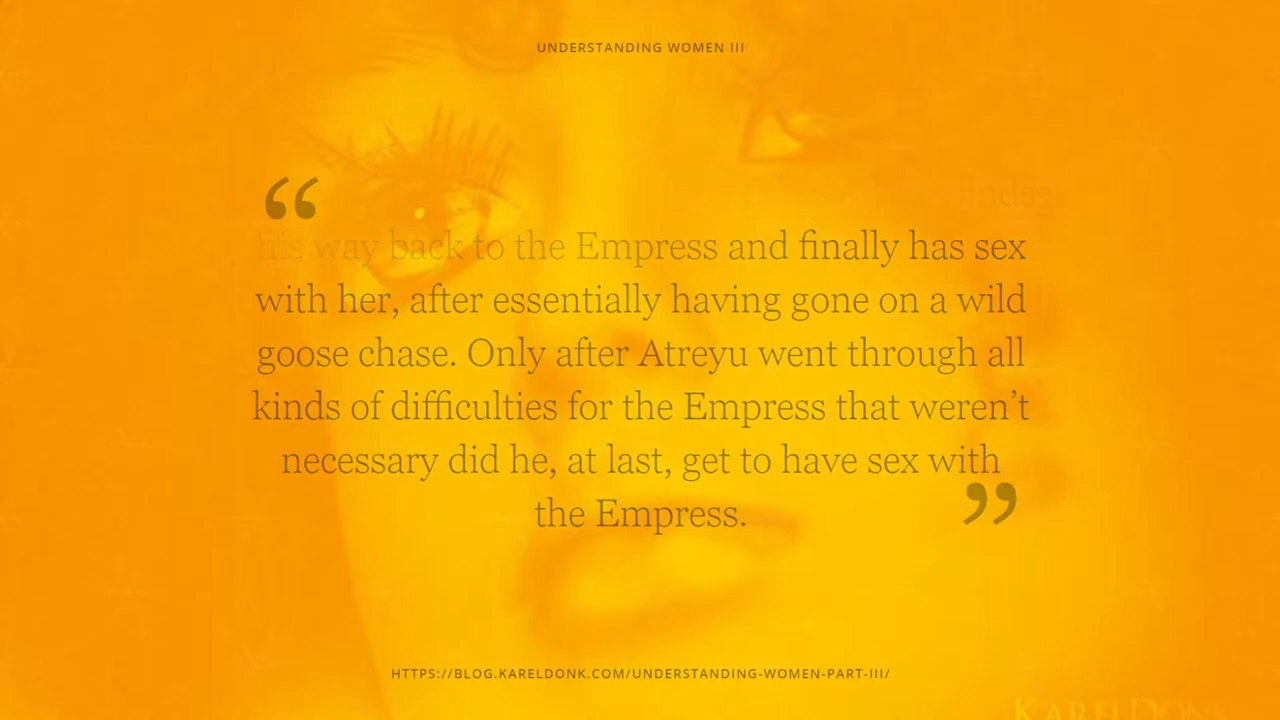 UNDERSTANDING WOMEN III
“
finds
his way back to the Empress and finally has sex
with her, after essentially having gone on a wild
goose chase. Only after Atreyu went through all
kinds of difficulties for the Empress that weren’t
necessary did he, at last, get to have sex with
the Empress.
”
HTTPS://BLOG.KARELDONK.COM/UNDERSTANDING-WOMEN-PART-III/
KARELDONK